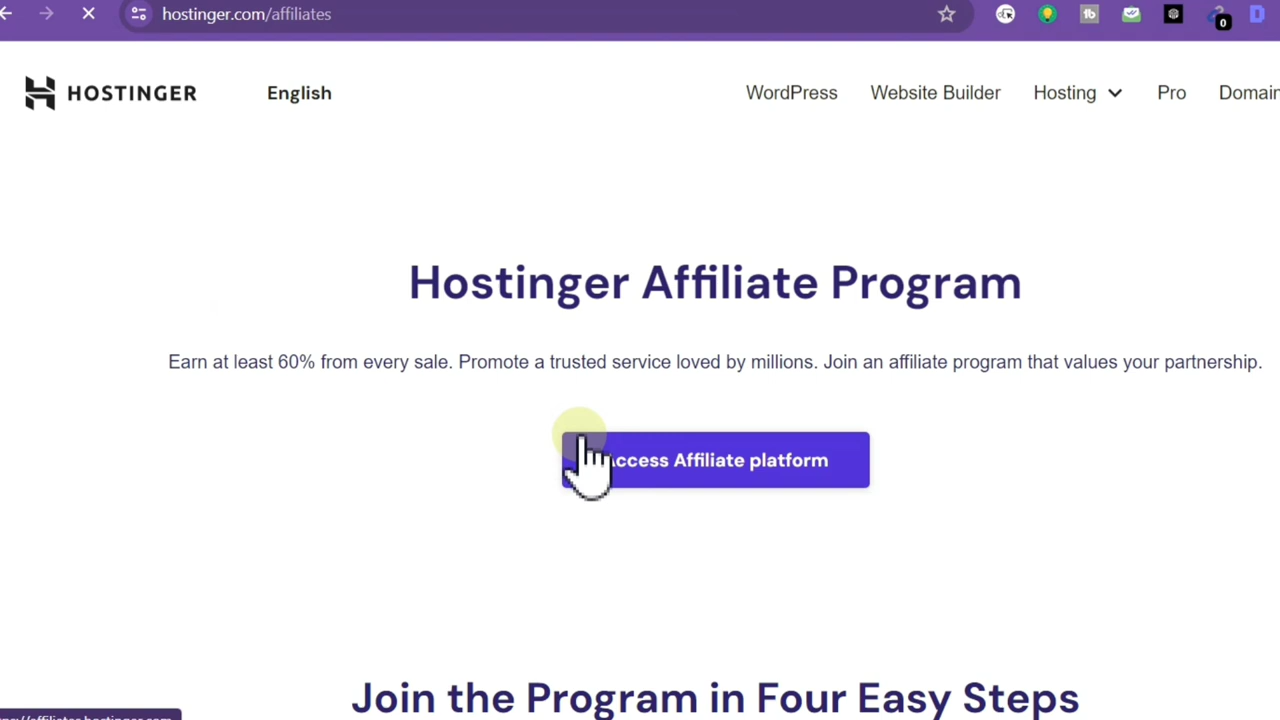 hostinger.com/affiliates
0
HOSTINGER
English
WordPress
Website Builder
Hosting
Pro
Domain
Hostinger Affiliate Program
Earn at least 60% from every sale. Promote a trusted service loved by millions. Join an affiliate program that values your partnership.
ccess Affiliate platform
Join the Program in Four Easy Steps